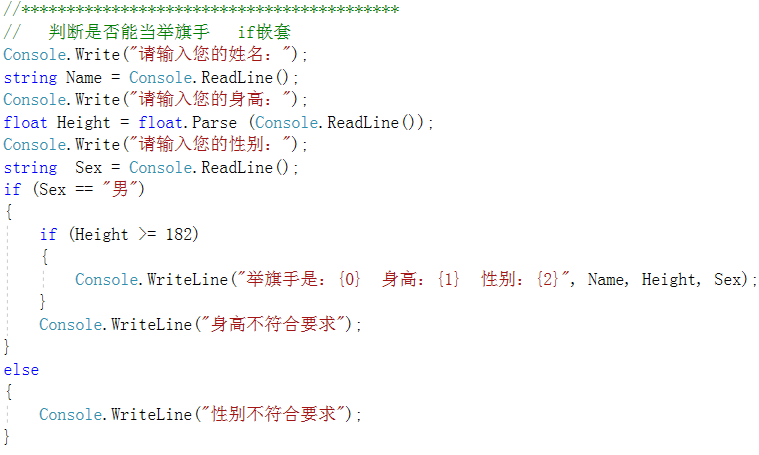 //******************************************
//   判断是否能当举旗手   if嵌套
Console.Write("请输入您的姓名：");
string Name = Console.ReadLine();
Console.Write("请输入您的身高：");
float Height = float.Parse (Console.ReadLine());
Console.Write("请输入您的性别：");
string  Sex = Console.ReadLine();
if (Sex == "男")
{
    if (Height >= 182)
    {
        Console.WriteLine("举旗手是：{0}  身高：{1}  性别：{2}", Name, Height, Sex);
    }
    Console.WriteLine("身高不符合要求");
}
else
{
    Console.WriteLine("性别不符合要求");
}